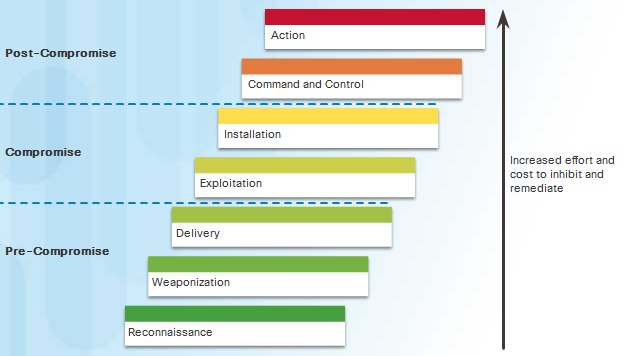 Action
Post-Compromise
Command and Control
Installation
Compromise
Increased effort and
cost to inhibit and
remediate
Exploitation
Delivery
Pre-Compromise
Weaponization
Reconnaissance